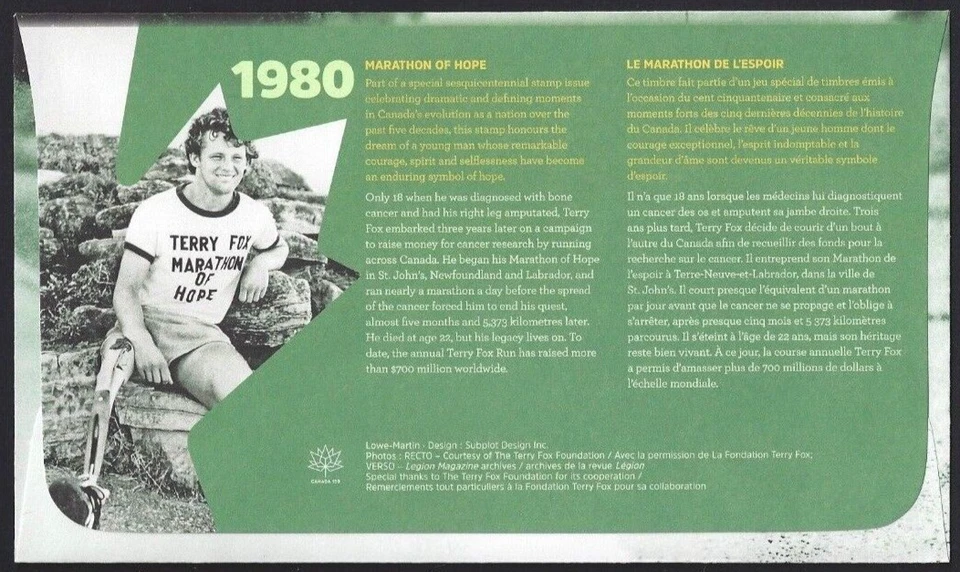 1980
TERRY FOX
MARATHON
OF
HOPE
MARATHON OF HOPE
Part of a special sesquicentennial stamp issue
celebrating dramatic and defining moments
in Canada's evolution as a nation over the
past five decades, this stamp honours the
dream of a young man whose remarkable
courage, spirit and selflessness have become
an enduring symbol of hope.
Only 18 when he was diagnosed with bone
cancer and had his right leg amputated, Terry
Fox embarked three years later on a campaign
to raise money for cancer research by running
across Canada. He began his Marathon of Hope
in St. John's, Newfoundland and Labrador, and
ran nearly a marathon a day before the spread
of the cancer forced him to end his quest,
almost five months and 5,373 kilometres later.
He died at age 22, but his legacy lives on. To
date, the annual Terry Fox Run has raised more
than $700 million worldwide.
LE MARATHON DE L'ESPOIR
Ce timbre fait partie d'un jeu spécial de timbres émis à
l'occasion du cent cinquantenaire et consacré aux
moments forts des cinq dernières décennies de l'histoire
du Canada. Il célèbre le rêve d'un jeune homme dont le
courage exceptionnel, l'esprit indomptable et la
grandeur d'âme sont devenus un véritable symbole
d'espoir.
Il n'a que 18 ans lorsque les médecins lui diagnostiquent
un cancer des os et amputent sa jambe droite. Trois
ans plus tard, Terry Fox décide de courir d'un bout à
l'autre du Canada afin de recueillir des fonds pour la
recherche sur le cancer. Il entreprend son Marathon de
l'espoir à Terre-Neuve-et-Labrador, dans la ville de
St. John's. Il court presque l'équivalent d'un marathon
par jour avant que le cancer ne se propage et l'oblige à
s'arrêter, après presque cinq mois et 5 373 kilomètres
parcourus. Il s'éteint à l'âge de 22 ans, mais son héritage
reste bien vivant. À ce jour, la course annuelle Terry Fox
a permis d'amasser plus de 700 millions de dollars à
l'échelle mondiale.
CANADA 150
Lowe-Martin · Design : Subplot Design Inc.
Photos : RECTO – Courtesy of The Terry Fox Foundation / Avec la permission de La Fondation Terry Fox;
VERSO – Legion Magazine archives / archives de la revue Légion
Special thanks to The Terry Fox Foundation for its cooperation /
Remerciements tout particuliers à la Fondation Terry Fox pour sa collaboration